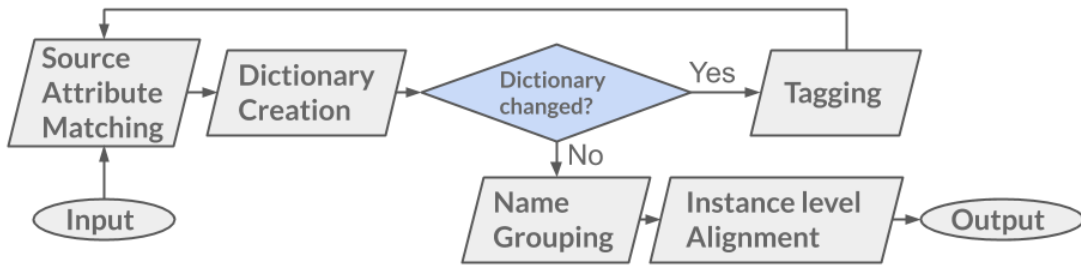 Source
Attribute
Matching
Dictionary
Creation
Dictionary
changed?
Yes
Tagging
No
Input
Name
Grouping
Instance level
Alignment
Output